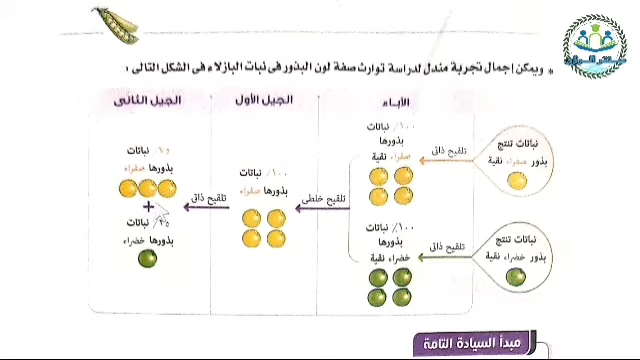 * ويمكن إجمال تجربة مندل لدراسة توارث صفة لون البذور فى نبات البازلاء فى الشكل التالى :
الآباء
الجيل الأول
الجيل الثانى
نباتات تنتج
بذور صفراء نقية
تلقيح ذاتى
١٠٠٪ نباتات
بذورها
صفراء نقية
نباتات تنتج
بذور خضراء نقية
تلقيح ذاتى
١٠٠٪ نباتات
بذورها
خضراء نقية
تلقيح خلطى
١٠٠٪ نباتات
بذورها صفراء
تلقيح ذاتى
نباتات
بذورها صفراء
+
نباتات
بذورها خضراء
مبدأ السيادة التامة